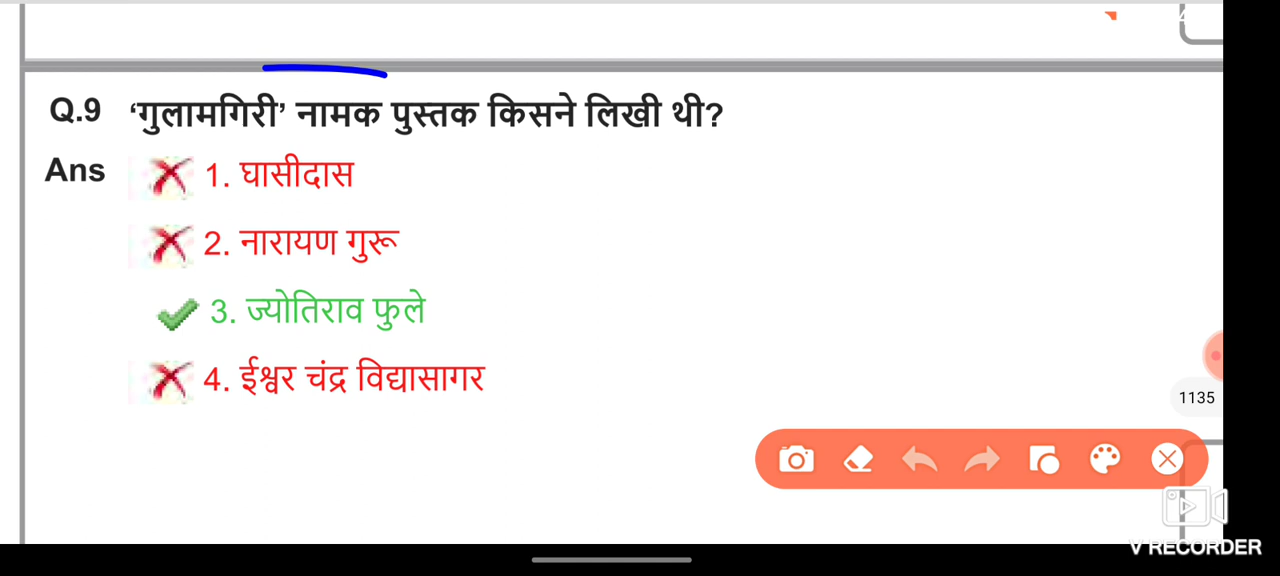 Q.9 ‘गुलामगिरी’ नामक पुस्तक किसने लिखी थी?
Ans 1. घासीदास
2. नारायण गुरू
3. ज्योतिराव फुले
4. ईश्वर चंद्र विद्यासागर
1135
V RECORDER